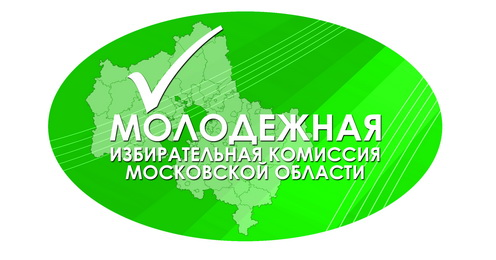 МОЛОДЕЖНАЯ
ИЗБИРАТЕЛЬНАЯ КОМИССИЯ
МОСКОВСКОЙ ОБЛАСТИ